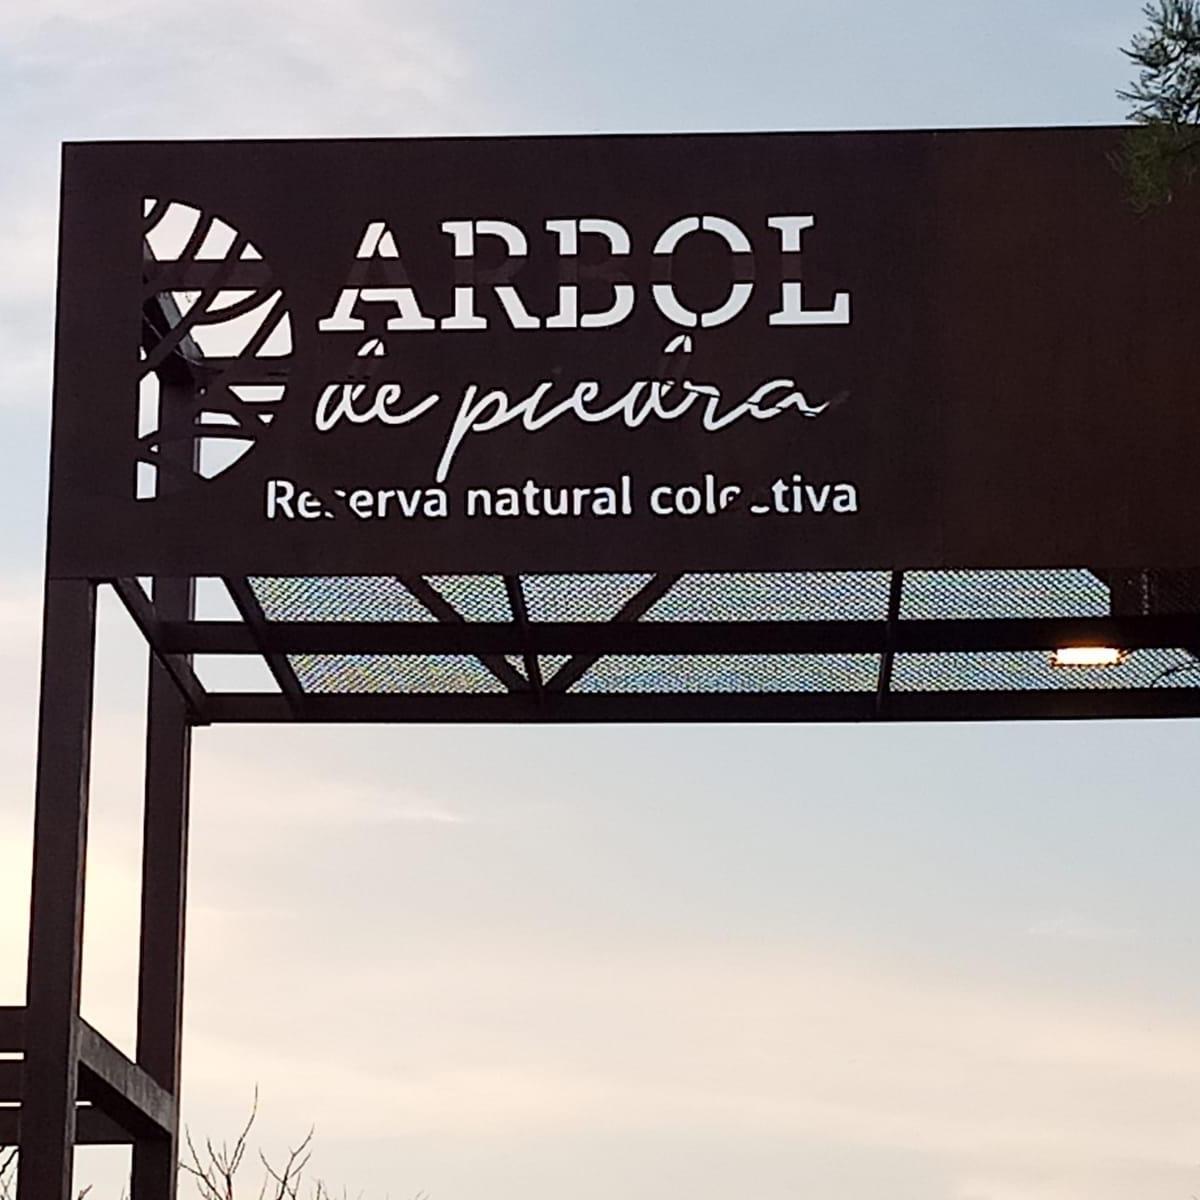 ARBOL
de piedra
Reserva natural colectiva